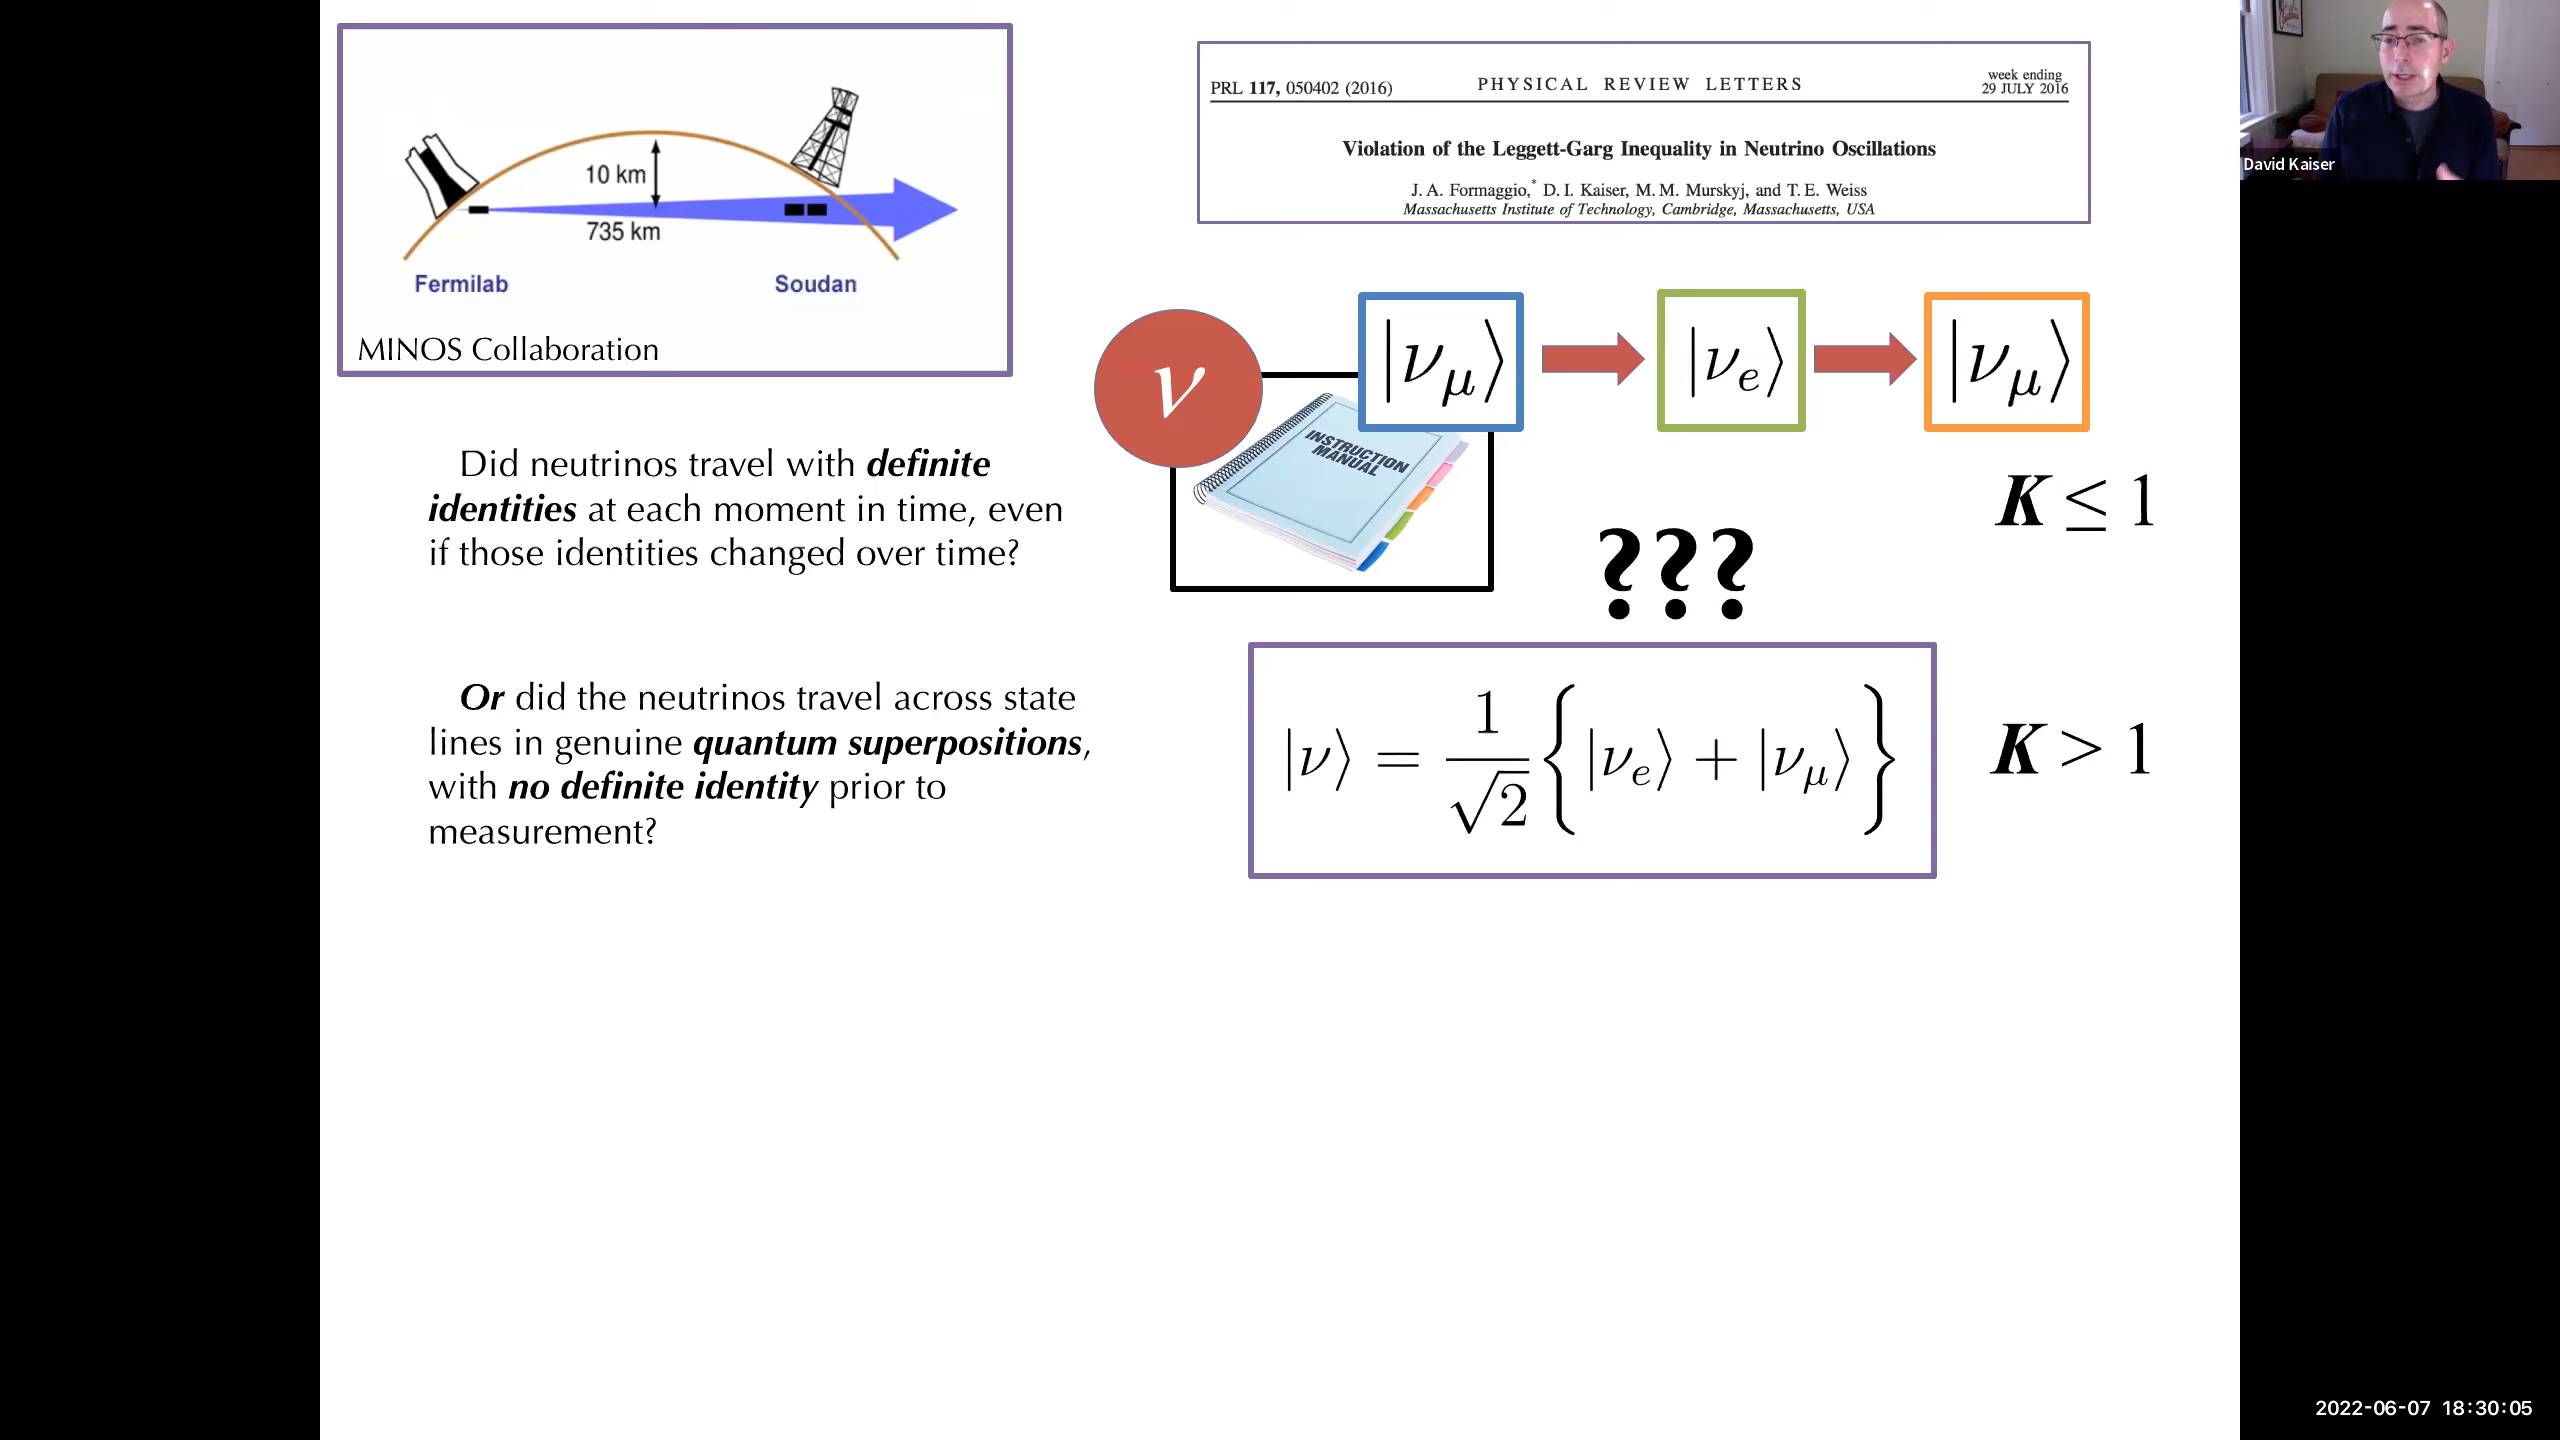 10 km
735 km
Fermilab Soudan
MINOS Collaboration
PRL 117, 050402 (2016) PHYSICAL REVIEW LETTERS week ending
29 JULY 2016
Violation of the Leggett-Garg Inequality in Neutrino Oscillations
J. A. Formaggio,* D. I. Kaiser, M. M. Murskyj, and T. E. Weiss
Massachusetts Institute of Technology, Cambridge, Massachusetts, USA
David Kaiser
ν
|ν_μ⟩ |ν_e⟩ |ν_μ⟩
INSTRUCTION
MANUAL
Did neutrinos travel with definite
identities at each moment in time, even
if those identities changed over time?
K ≤ 1
???
Or did the neutrinos travel across state
lines in genuine quantum superpositions,
with no definite identity prior to
measurement?
|ν⟩ = 1/√2 {|ν_e⟩ + |ν_μ⟩}
K > 1
2022-06-07 18:30:05